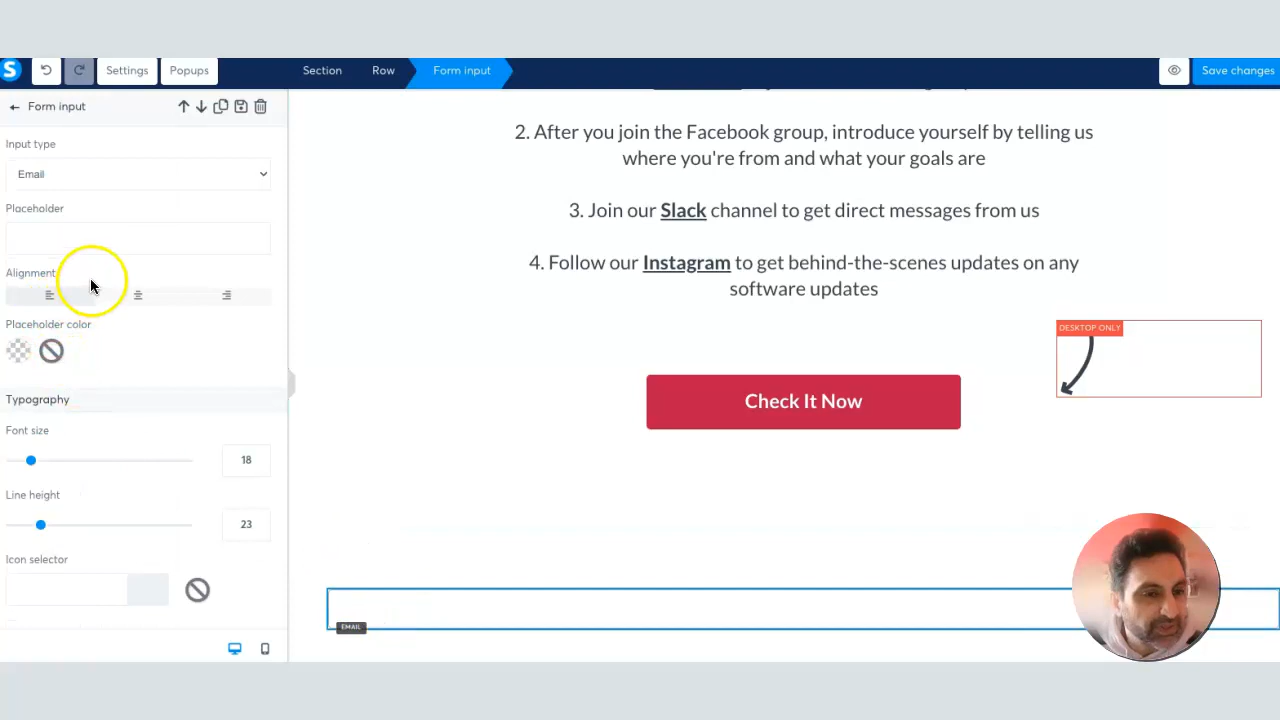 S
Settings
Popups
Section
Row
Form input
Save changes
Form input
Input type
Email
Placeholder
Alignment
Placeholder color
Typography
Font size
18
Line height
23
Icon selector
2. After you join the Facebook group, introduce yourself by telling us
where you're from and what your goals are
3. Join our Slack channel to get direct messages from us
4. Follow our Instagram to get behind-the-scenes updates on any
software updates
DESKTOP ONLY
Check It Now
EMAIL